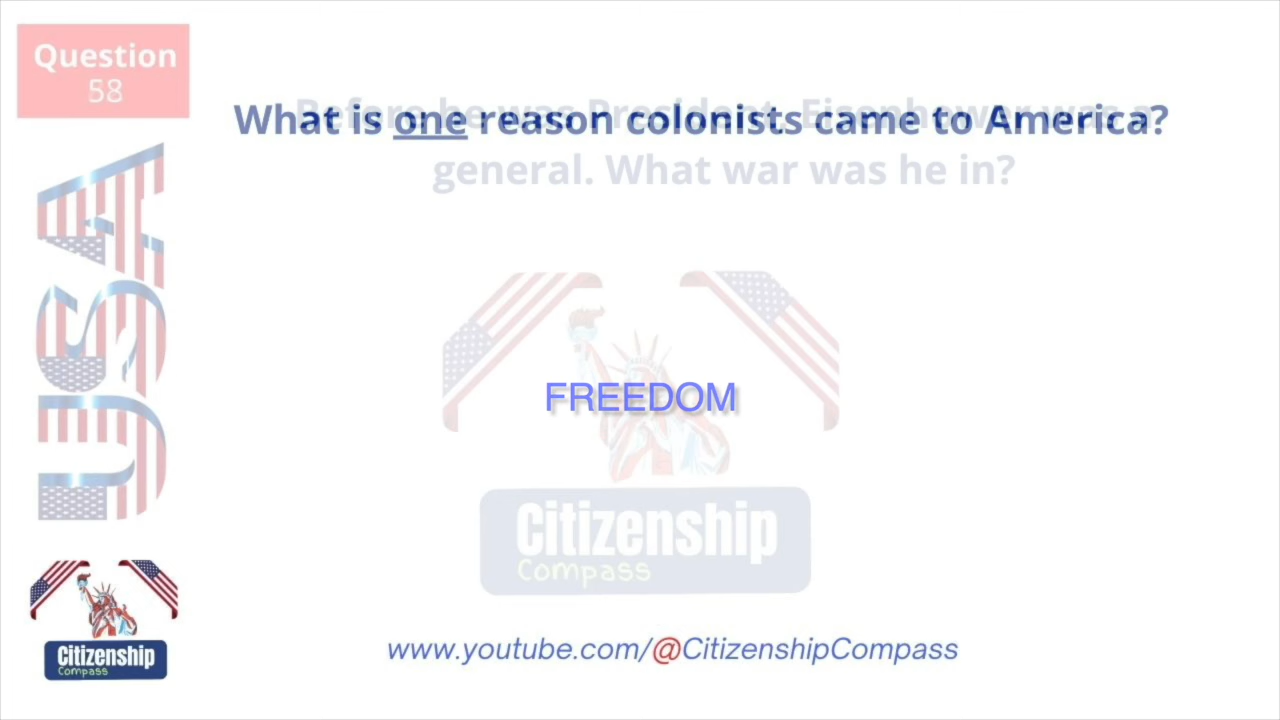 Question
58
What is one reason colonists came to America?
Before he was President, Eisenhower was a
general. What war was he in?
USA
FREEDOM
Citizenship
Compass
Citizenship
Compass
www.youtube.com/@CitizenshipCompass